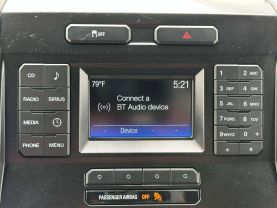 OFF
79°F 5:21
Connect a
BT Audio device
Device
CD
RADIO SIRIUS
MEDIA
PHONE MENU
1 2 ABC
3 DEF 4 GHI
5 JKL 6 MNO
7 PQRS 8 TUV
9 WXYZ 0
* #
PASSENGER AIRBAG OFF